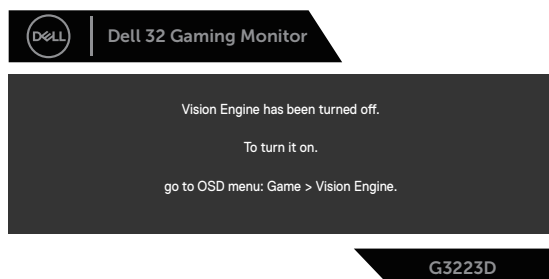 DELL
Dell 32 Gaming Monitor
Vision Engine has been turned off.
To turn it on.
go to OSD menu: Game > Vision Engine.
G3223D